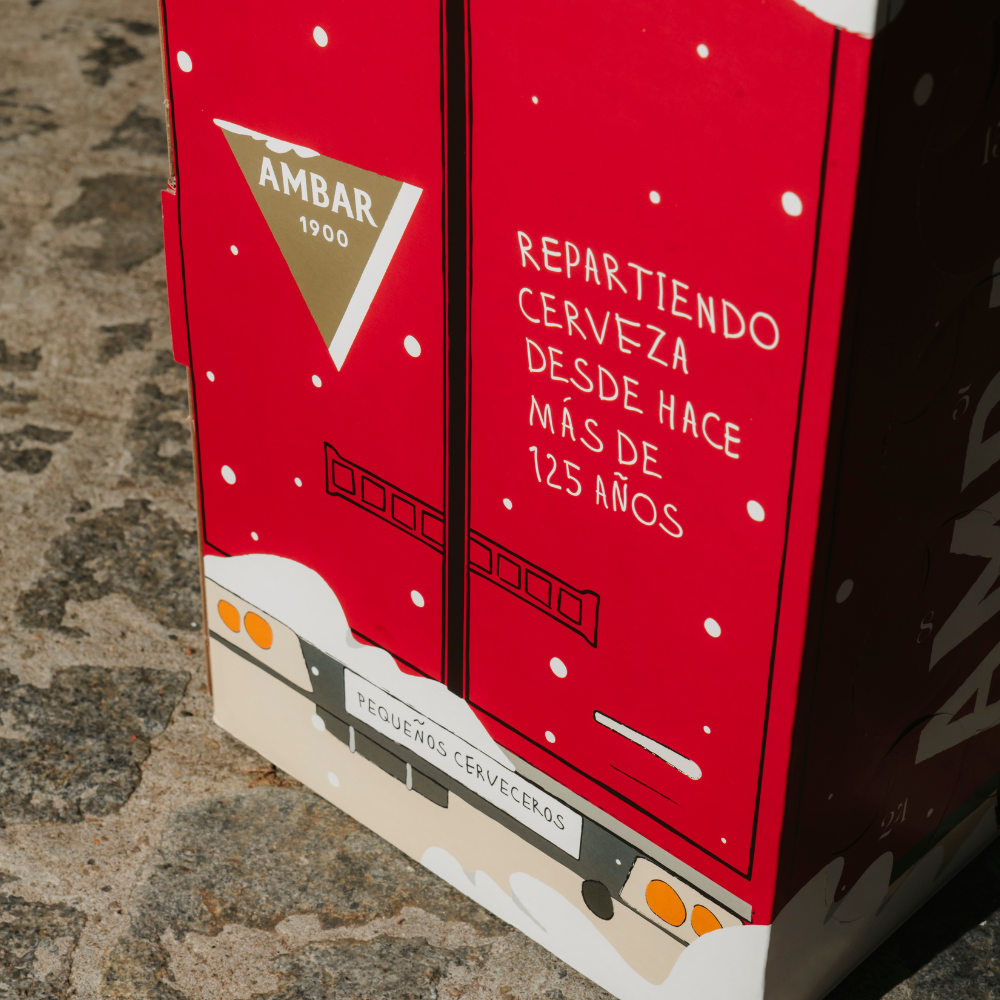 AMBAR
1900
REPARTIENDO
CERVEZA
DESDE HACE
MÁS DE
125 AÑOS
PEQUEÑOS CERVECEROS